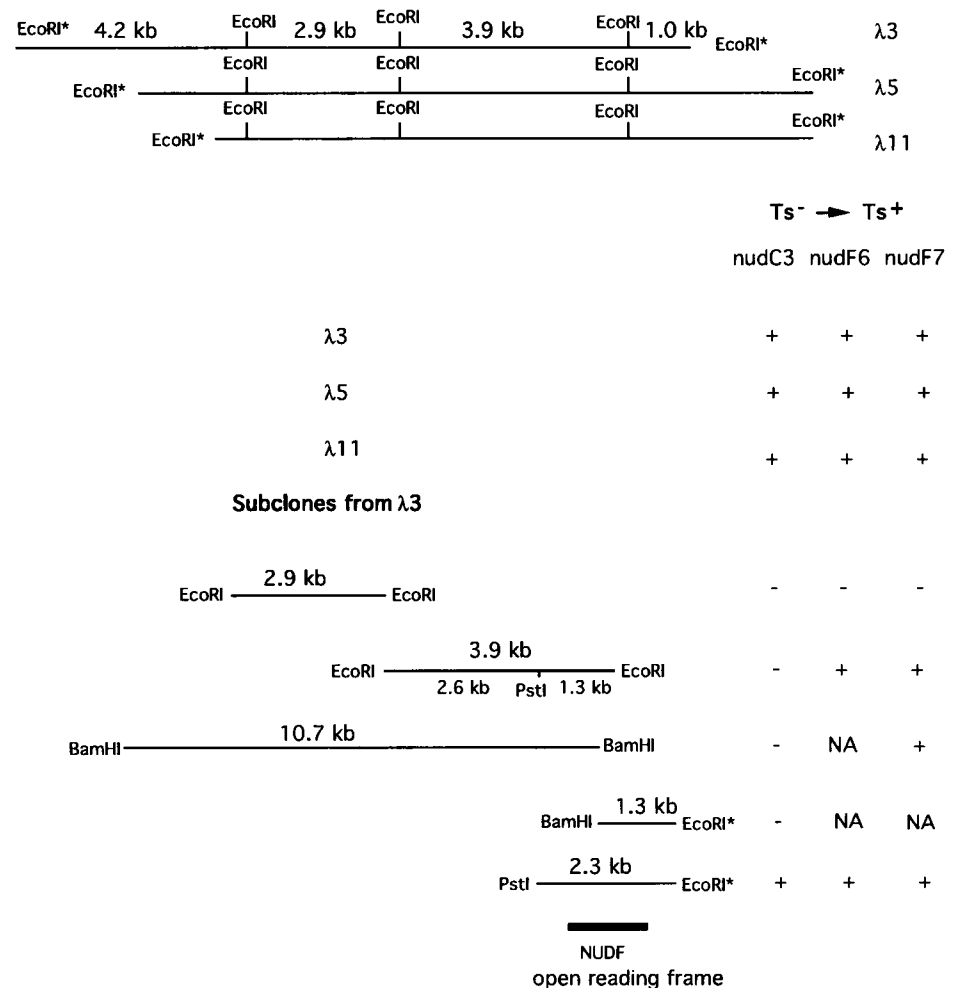 EcoRI* 4.2 kb EcoRI 2.9 kb EcoRI 3.9 kb EcoRI 1.0 kb EcoRI* λ3
EcoRI* EcoRI EcoRI EcoRI EcoRI* λ5
EcoRI* EcoRI EcoRI EcoRI EcoRI* λ11
Ts- → Ts+
nudC3 nudF6 nudF7
λ3 + + +
λ5 + + +
λ11 + + +
Subclones from λ3
2.9 kb
EcoRI EcoRI - - -
3.9 kb
EcoRI EcoRI - + +
2.6 kb PstI 1.3 kb
10.7 kb
BamHI BamHI - NA +
1.3 kb
BamHI EcoRI* - NA NA
2.3 kb
PstI EcoRI* + + +
NUDF
open reading frame